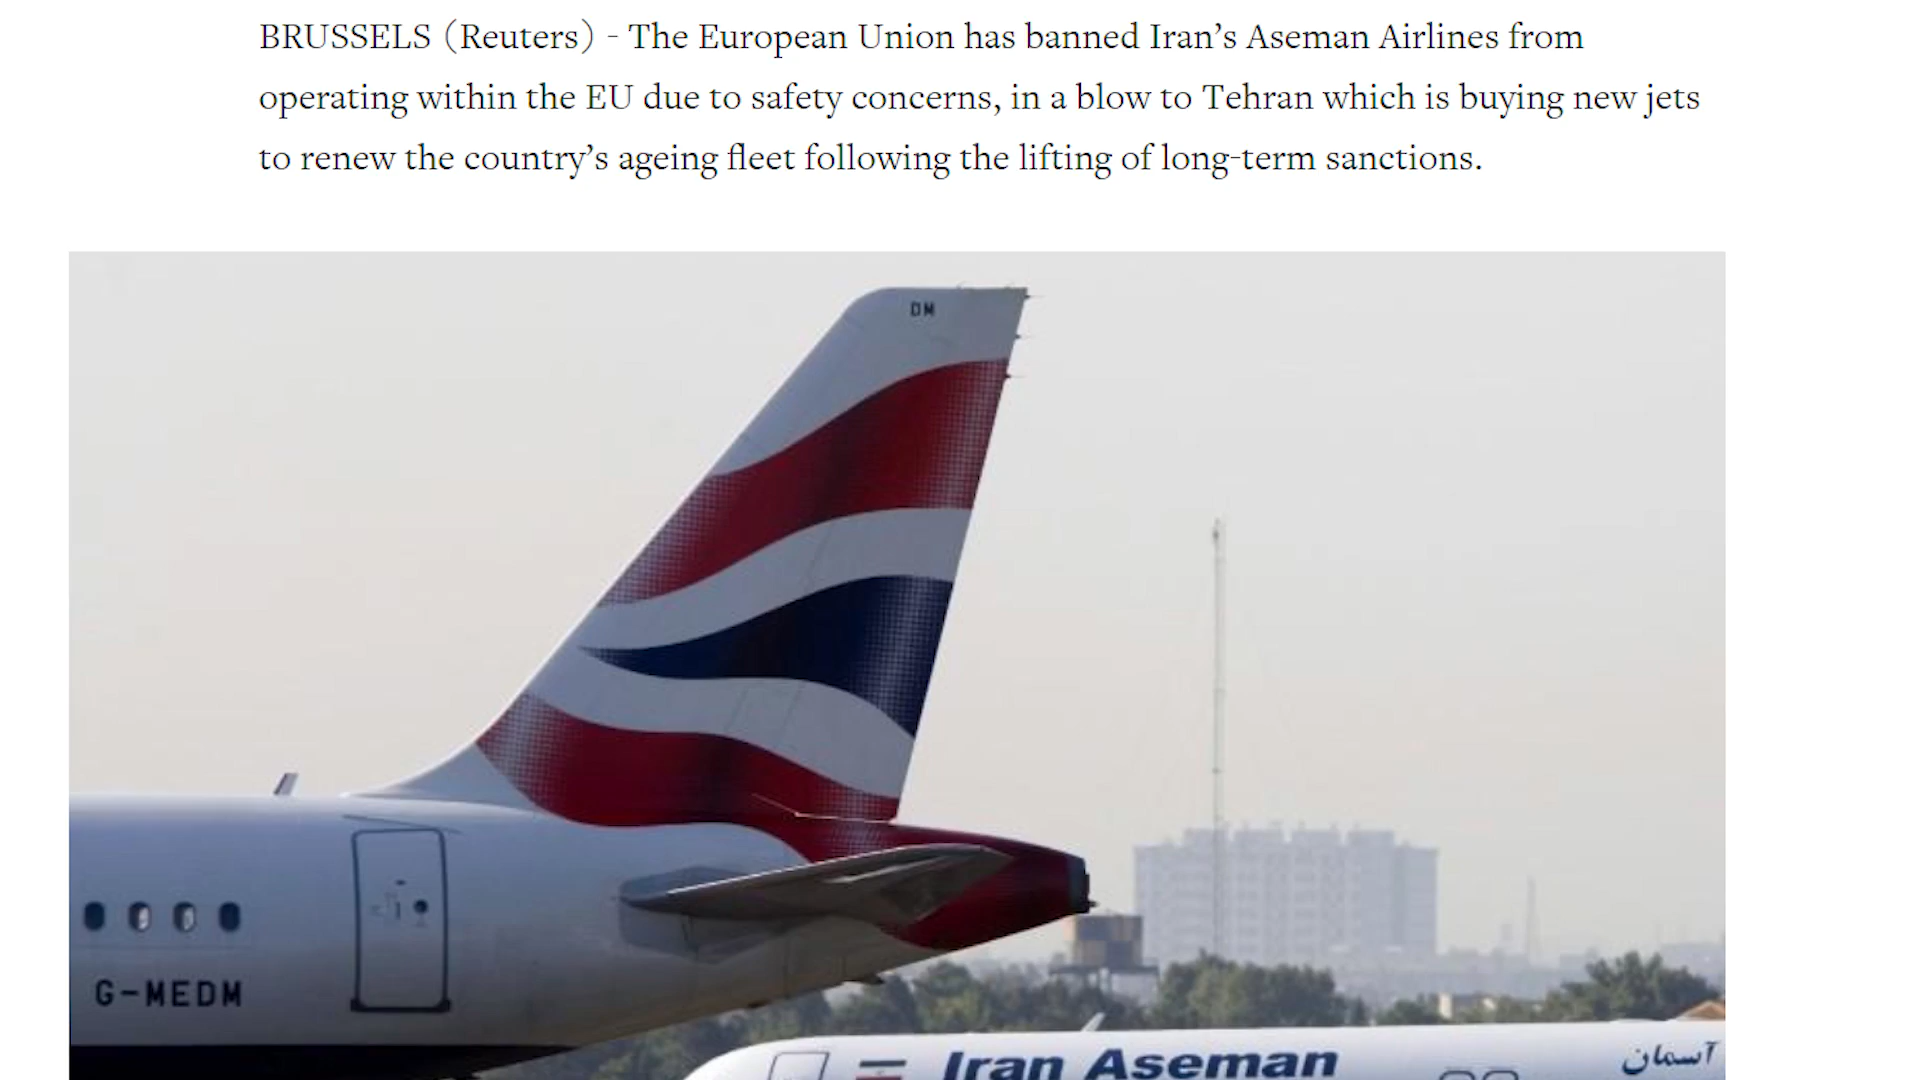 BRUSSELS (Reuters) - The European Union has banned Iran’s Aseman Airlines from
operating within the EU due to safety concerns, in a blow to Tehran which is buying new jets
to renew the country’s ageing fleet following the lifting of long-term sanctions.
DM
G-MEDM
Iran Aseman
آسمان